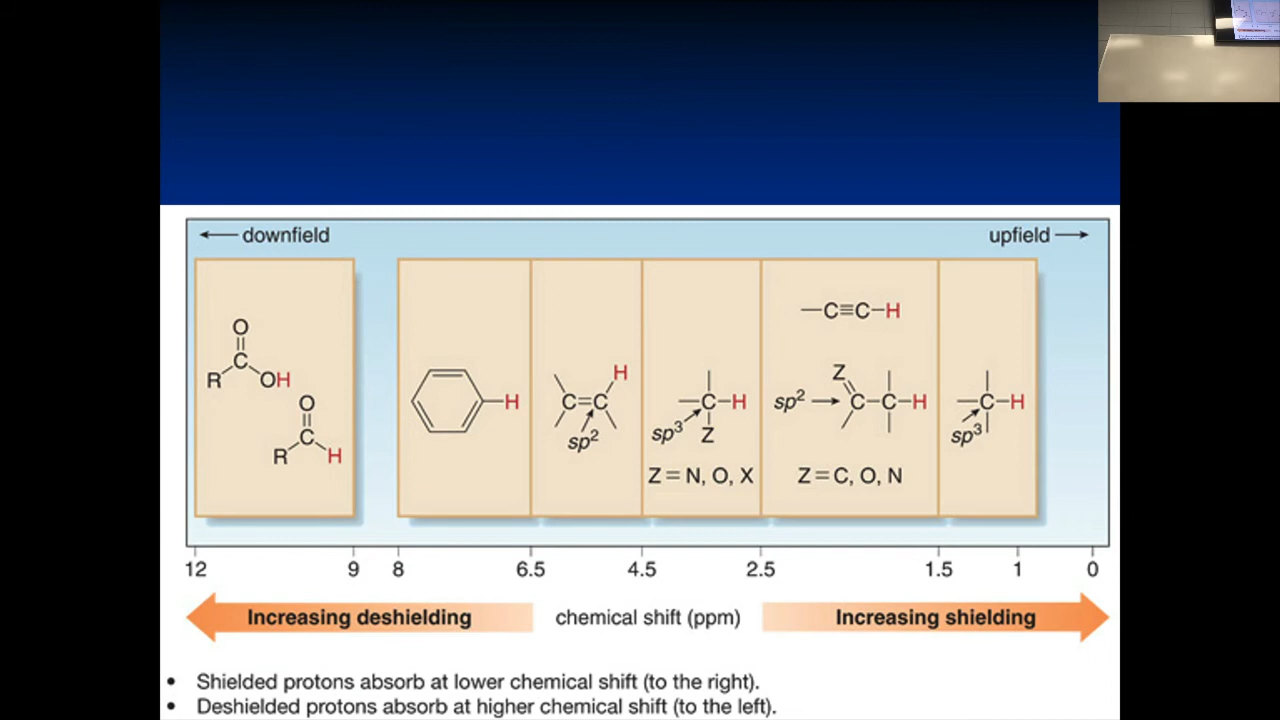 ← downfield
upfield →
O
C
R
OH
O
C
R
H
H
H
C=C
sp²
C–H
sp³
Z
Z=N, O, X
–C≡C–H
Z
sp² → C–C–H
Z=C, O, N
C–H
sp³
12 9 8 6.5 4.5 2.5 1.5 1 0
Increasing deshielding chemical shift (ppm) Increasing shielding
• Shielded protons absorb at lower chemical shift (to the right).
• Deshielded protons absorb at higher chemical shift (to the left).